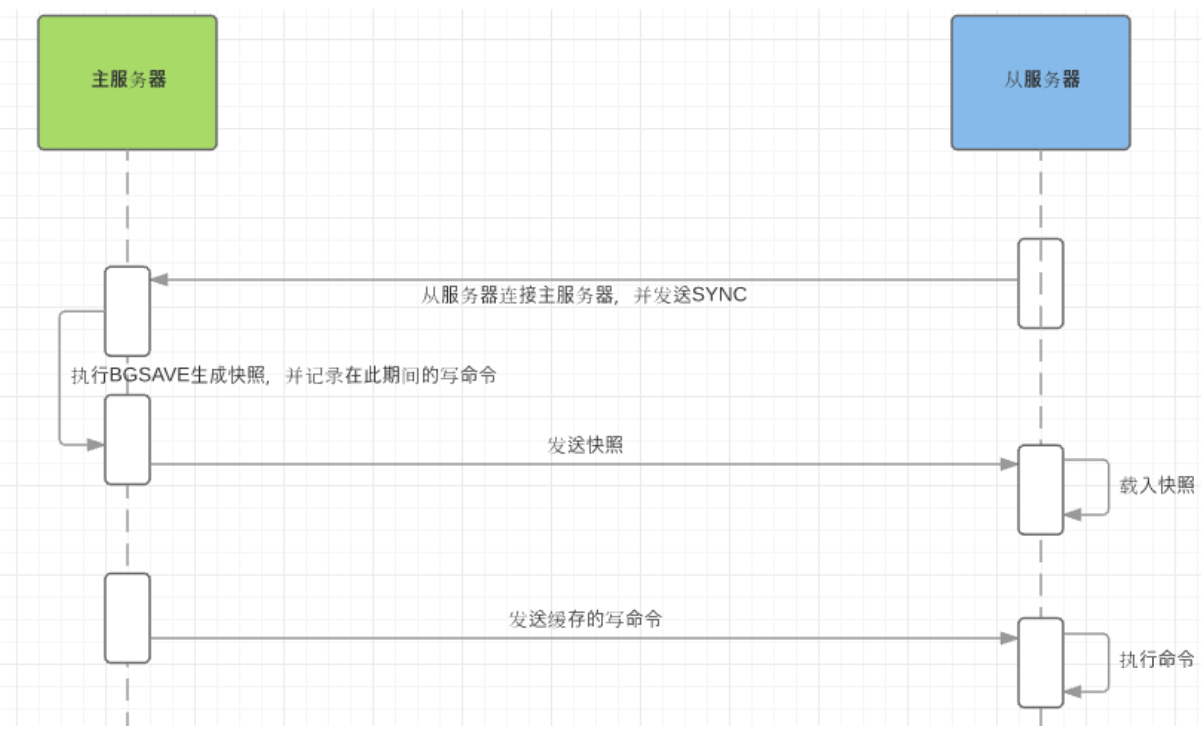 主服务器
从服务器
从服务器连接主服务器，并发送SYNC
执行BGSAVE生成快照，并记录在此期间的写命令
发送快照
载入快照
发送缓存的写命令
执行命令